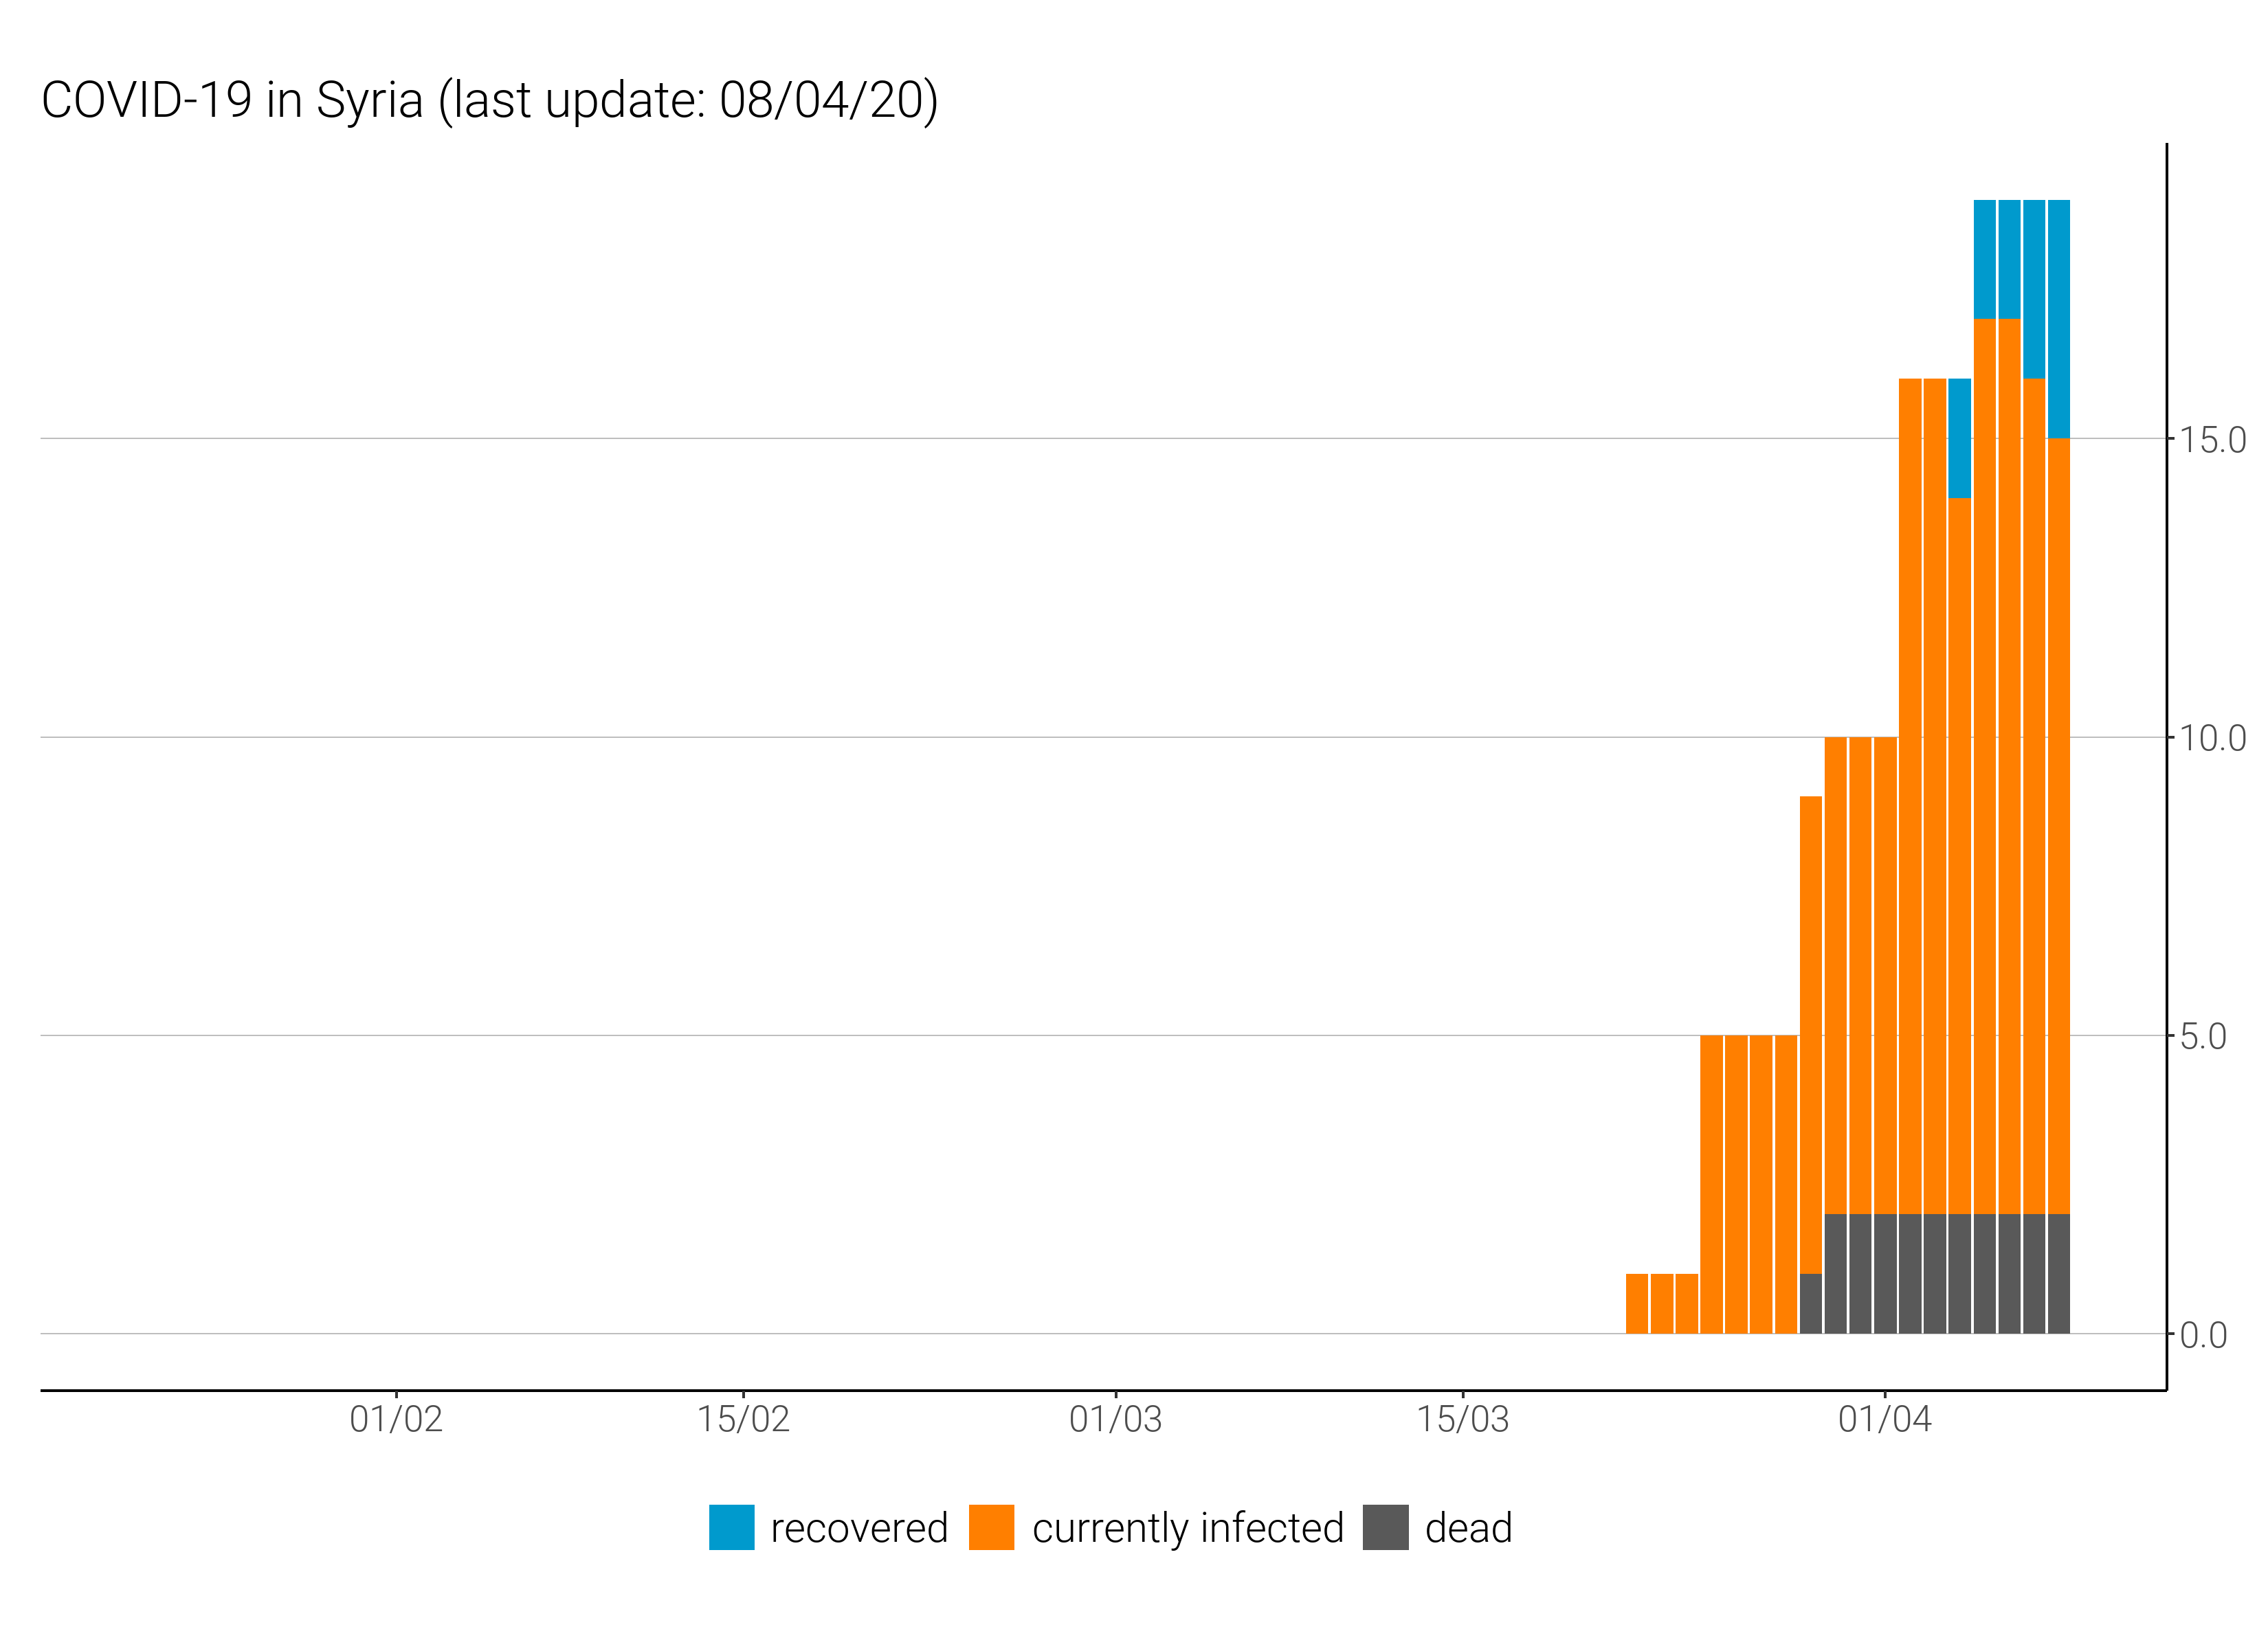 COVID-19 in Syria (last update: 08/04/20)
15.0
10.0
5.0
0.0
01/02 15/02 01/03 15/03 01/04
recovered currently infected dead